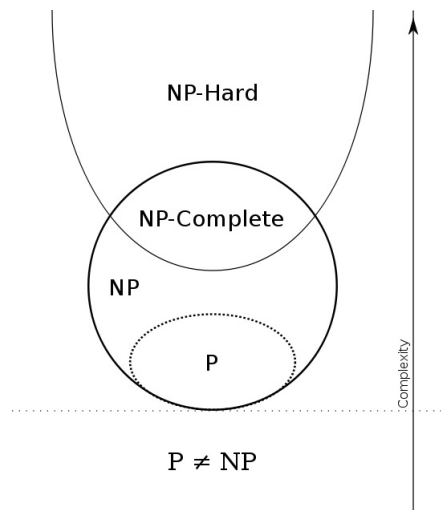 NP-Hard
NP-Complete
NP
P
Complexity
P ≠ NP